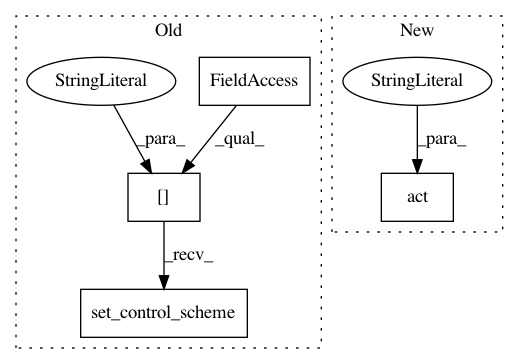 Old
New
StringLiteral
FieldAccess
StringLiteral
_para_
_qual_
_para_
[]
act
_recv_
set_control_scheme